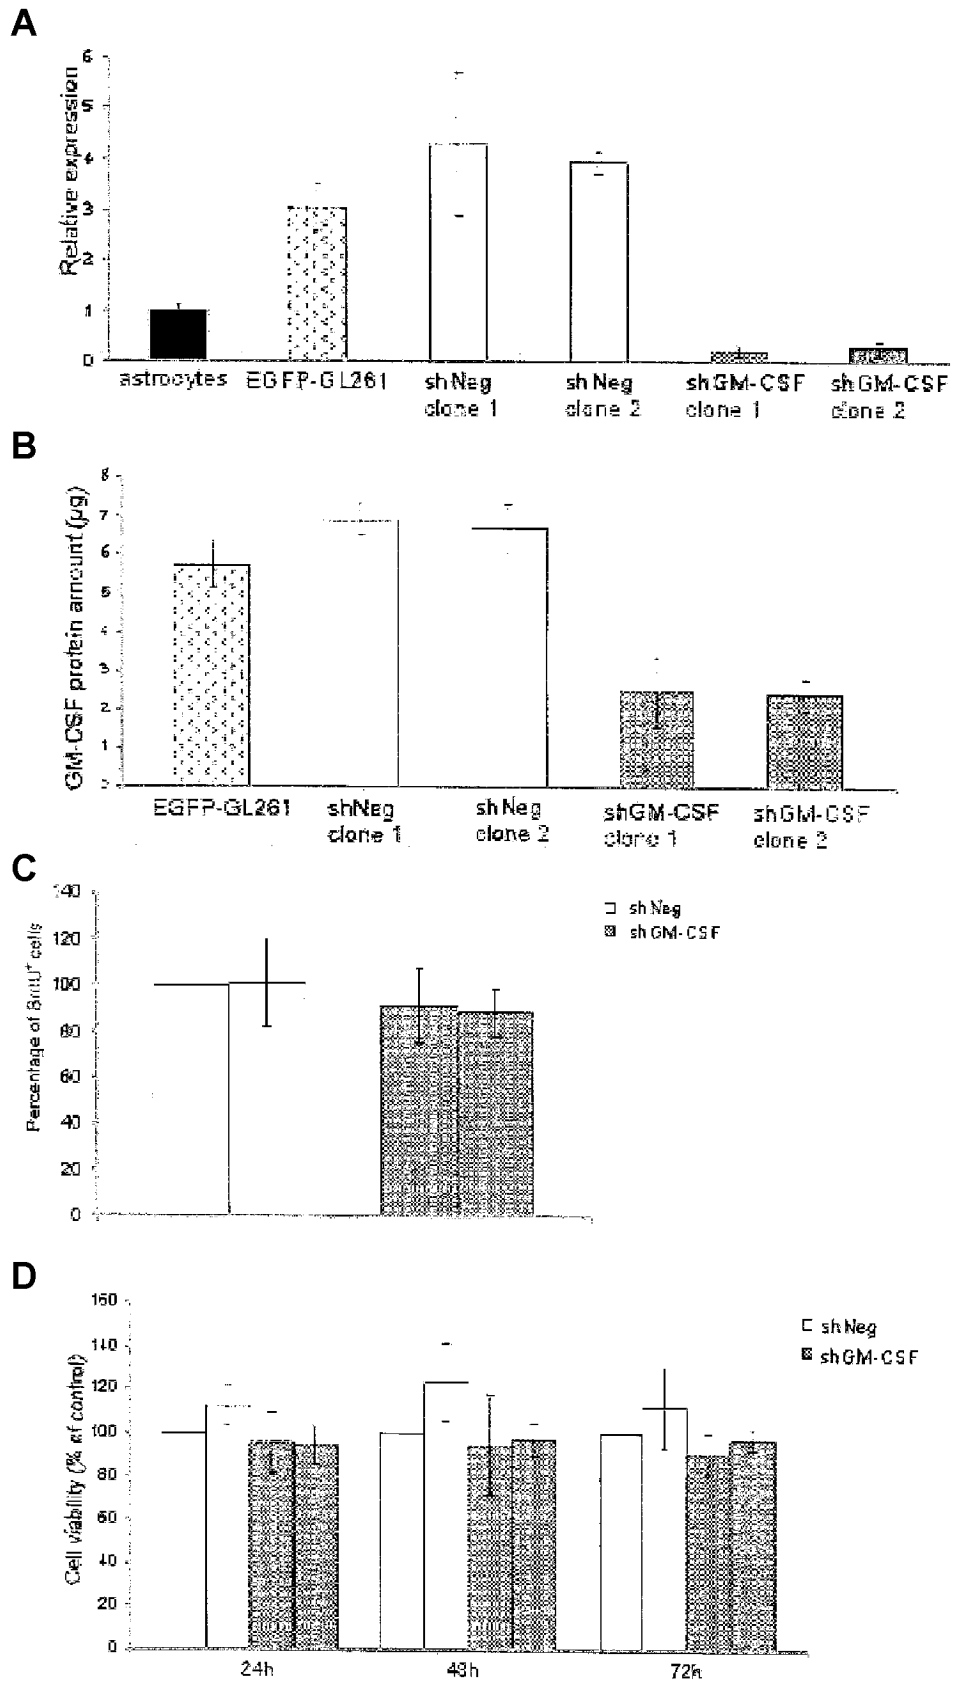 A
Relative expression
6
5
4
3
2
1
0
astrocytes
EGFP-GL261
shNeg
clone 1
shNeg
clone 2
shGM-CSF
clone 1
shGM-CSF
clone 2
B
GM-CSF protein amount (µg)
8
7
6
5
4
3
2
1
EGFP-GL261
shNeg
clone 1
shNeg
clone 2
shGM-CSF
clone 1
shGM-CSF
clone 2
C
Percentage of BrdU+ cells
140
120
100
80
60
40
20
0
shNeg
shGM-CSF
D
Cell viability (% of control)
160
140
120
100
80
60
40
20
0
shNeg
shGM-CSF
24h
48h
72h